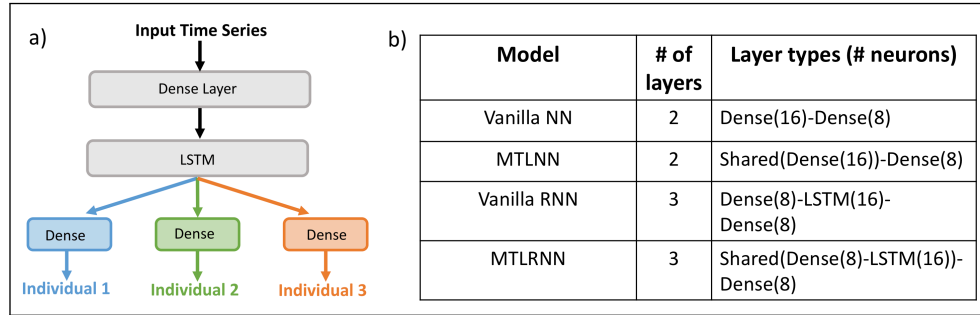 a)
Input Time Series
Dense Layer
LSTM
Dense
Dense
Dense
Individual 1
Individual 2
Individual 3
b)
Model
# of
layers
Layer types (# neurons)
Vanilla NN
2
Dense(16)-Dense(8)
MTLNN
2
Shared(Dense(16))-Dense(8)
Vanilla RNN
3
Dense(8)-LSTM(16)-
Dense(8)
MTLRNN
3
Shared(Dense(8)-LSTM(16))-
Dense(8)